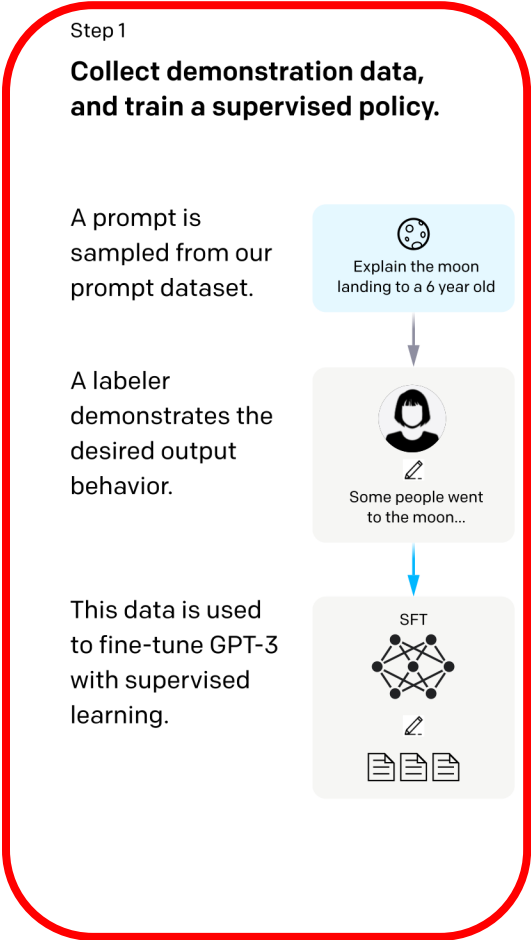 Step 1
Collect demonstration data,
and train a supervised policy.
A prompt is
sampled from our
prompt dataset.
Explain the moon
landing to a 6 year old
A labeler
demonstrates the
desired output
behavior.
Some people went
to the moon...
This data is used
to fine-tune GPT-3
with supervised
learning.
SFT